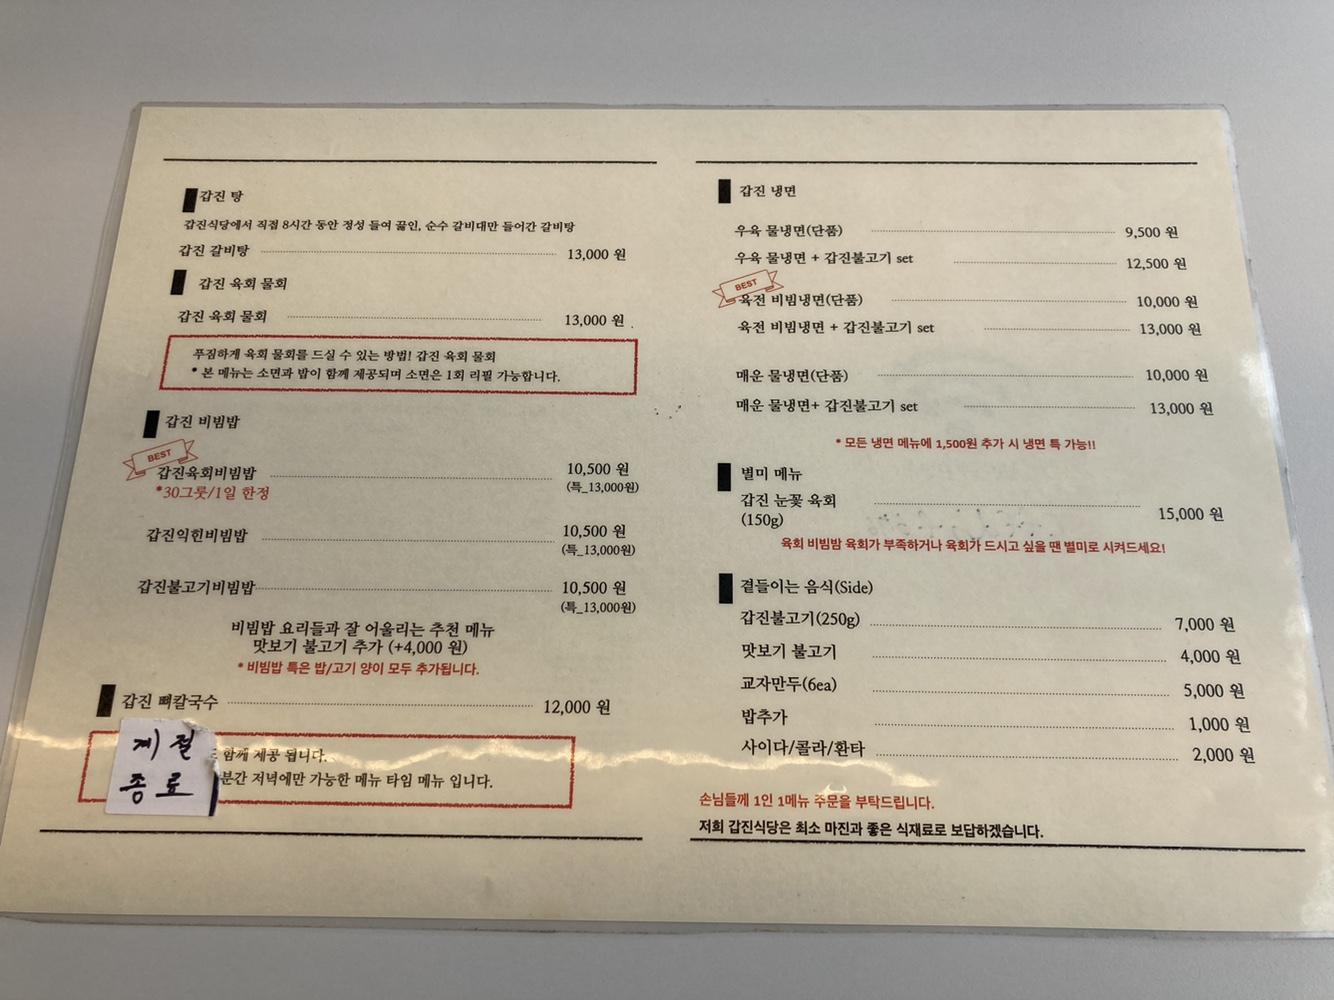 갑진 탕
갑진식당에서 직접 8시간 동안 정성 들여 끓인, 순수 갈비대만 들어간 갈비탕
갑진 갈비탕 13,000 원
갑진 육회 물회
갑진 육회 물회 13,000 원
푸짐하게 육회 물회를 드실 수 있는 방법! 갑진 육회 물회
* 본 메뉴는 소면과 밥이 함께 제공되며 소면은 1회 리필 가능합니다.
갑진 비빔밥
BEST
갑진육회비빔밥 10,500 원
*30그릇/1일 한정 (특_13,000원)
갑진익힌비빔밥 10,500 원
(특_13,000원)
갑진불고기비빔밥 10,500 원
(특_13,000원)
비빔밥 요리들과 잘 어울리는 추천 메뉴
맛보기 불고기 추가 (+4,000 원)
* 비빔밥 특은 밥/고기 양이 모두 추가됩니다.
갑진 뼈칼국수 12,000 원
계절
종료
함께 제공 됩니다.
분간 저녁에만 가능한 메뉴 타임 메뉴 입니다.
갑진 냉면
우육 물냉면(단품) 9,500 원
우육 물냉면 + 갑진불고기 set 12,500 원
BEST
육전 비빔냉면(단품) 10,000 원
육전 비빔냉면 + 갑진불고기 set 13,000 원
매운 물냉면(단품) 10,000 원
매운 물냉면+ 갑진불고기 set 13,000 원
* 모든 냉면 메뉴에 1,500원 추가 시 냉면 특 가능!!
별미 메뉴
갑진 눈꽃 육회
(150g) 15,000 원
육회 비빔밤 육회가 부족하거나 육회가 드시고 싶을 땐 별미로 시켜드세요!
곁들이는 음식(Side)
갑진불고기(250g) 7,000 원
맛보기 불고기 4,000 원
교자만두(6ea) 5,000 원
밥추가 1,000 원
사이다/콜라/환타 2,000 원
손님들께 1인 1메뉴 주문을 부탁드립니다.
저희 갑진식당은 최소 마진과 좋은 식재료로 보답하겠습니다.